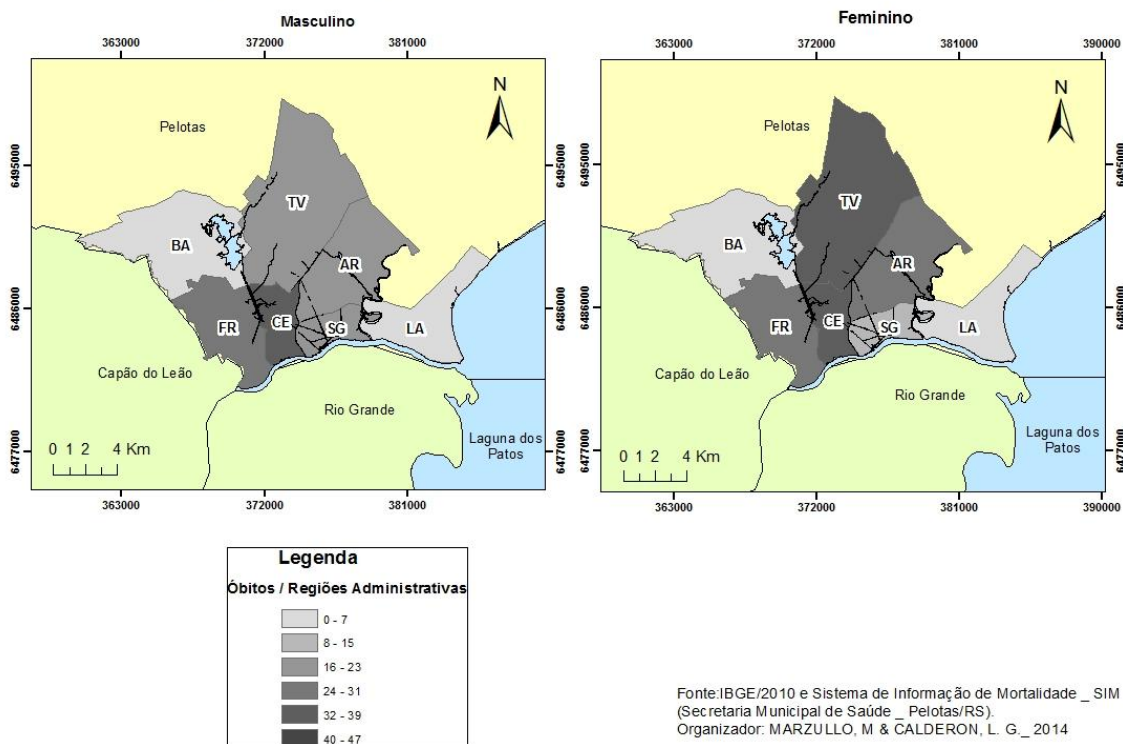 Masculino
363000 372000 381000
N
Pelotas
6495000 6495000
TV
BA
AR
6486000 6486000
FR CE SG LA
Capão do Leão
Rio Grande
0 1 2 4 Km
Laguna dos
Patos
6477000 6477000
363000 372000 381000
Feminino
363000 372000 381000 390000
N
Pelotas
6495000
TV
BA
AR
6486000
FR CE SG LA
Capão do Leão
Rio Grande
0 1 2 4 Km
Laguna dos
Patos
6477000
363000 372000 381000 390000
Legenda
Óbitos / Regiões Administrativas
0 - 7
8 - 15
16 - 23
24 - 31
32 - 39
40 - 47
Fonte:IBGE/2010 e Sistema de Informação de Mortalidade _ SIM
(Secretaria Municipal de Saúde _ Pelotas/RS).
Organizador: MARZULLO, M & CALDERON, L. G._ 2014